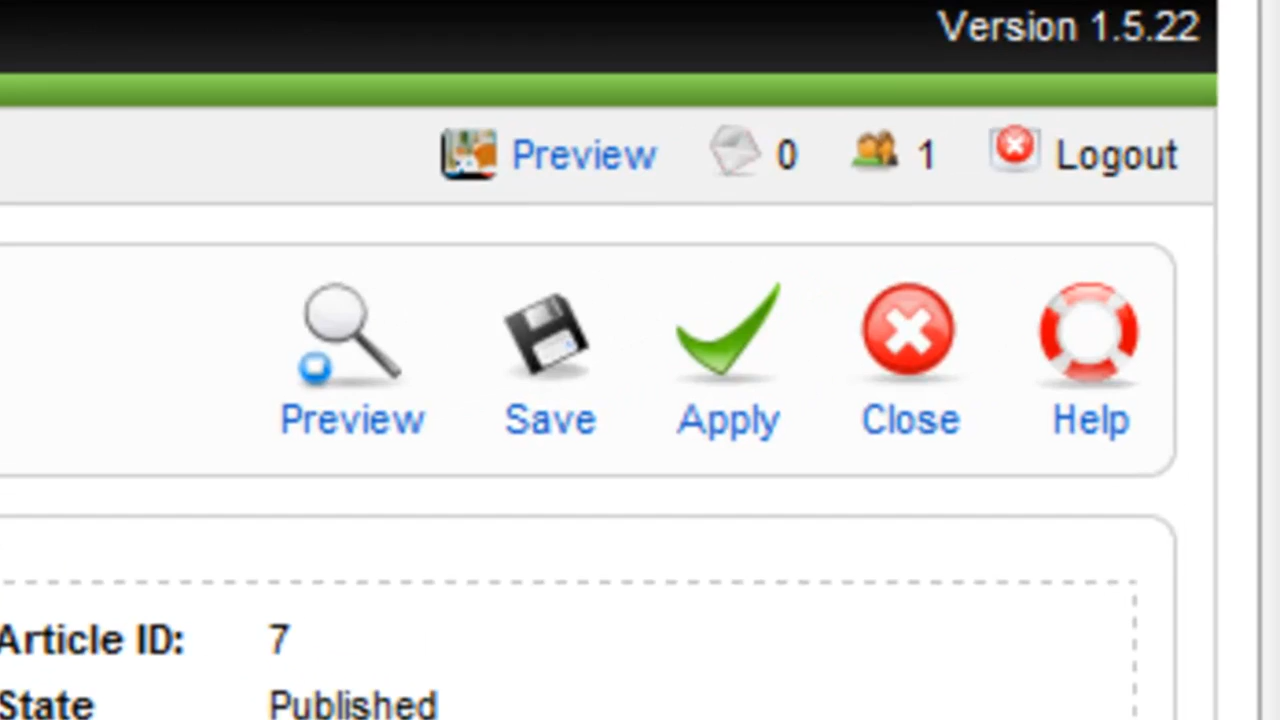 Version 1.5.22
Preview 0 1 Logout
Preview Save Apply Close Help
Article ID: 7
State Published